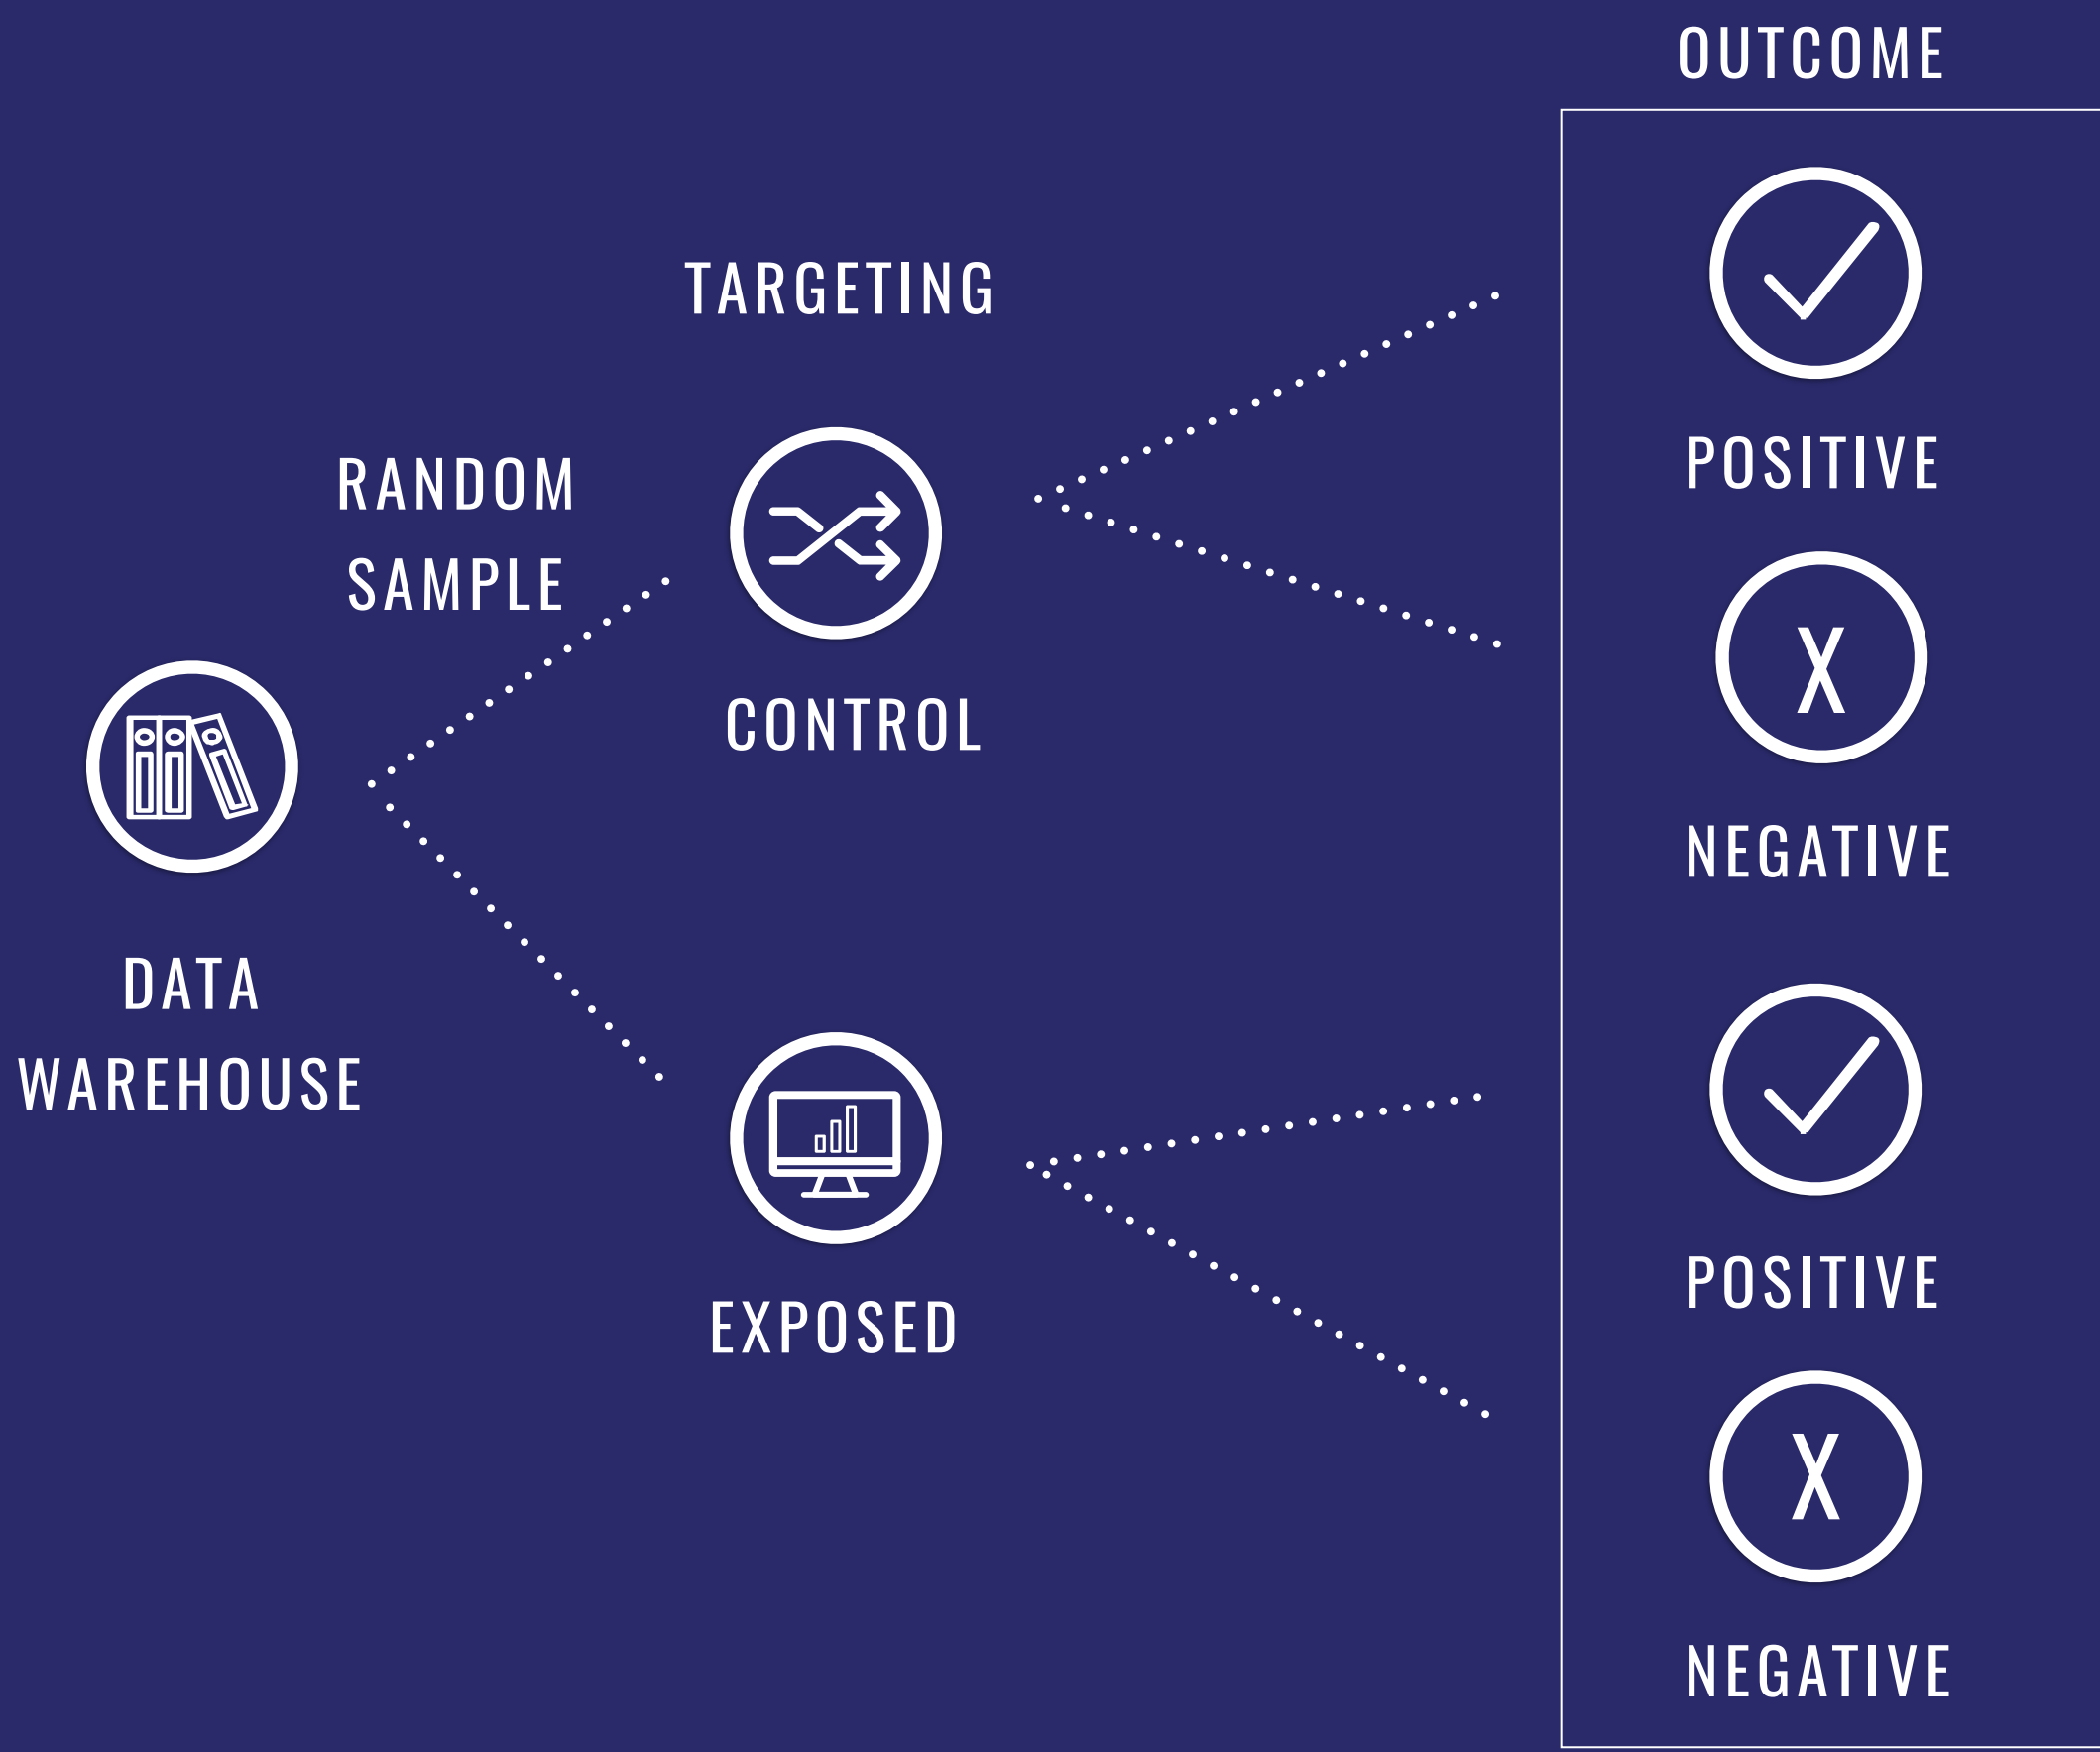 OUTCOME
TARGETING
RANDOM
SAMPLE
CONTROL
DATA
WAREHOUSE
EXPOSED
POSITIVE
X
NEGATIVE
POSITIVE
X
NEGATIVE